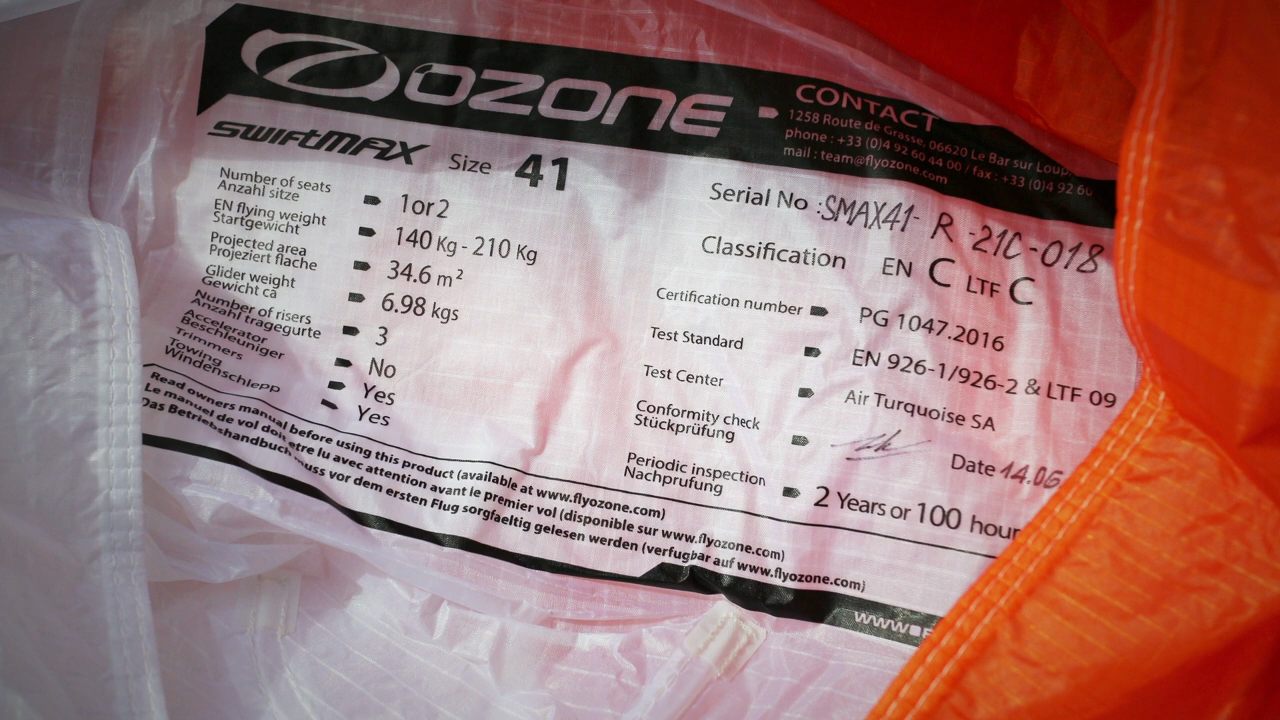 OZONE
CONTACT
1258 Route de Grasse, 06620 Le Bar sur Loup,
phone : +33 (0)4 92 60 44 00 / fax : +33 (0)4 92 60
mail : team@flyozone.com
swiftmax Size 41
Number of seats
Anzahl sitze
1or2
EN flying weight
Startgewicht
140 Kg - 210 Kg
Projected area
Projeziert flache
34.6 m²
Glider weight
Gewicht ca
6.98 kgs
Number of risers
Anzahl tragegurte
3
Accelerator
Beschleuniger
No
Trimmers
Yes
Towing
Windenschlepp
Yes
Serial No : SMAX41- R -21C-018
Classification EN C LTF C
Certification number PG 1047.2016
Test Standard EN 926-1/926-2 & LTF 09
Test Center Air Turquoise SA
Conformity check
Stückprüfung
Date 14.06
Periodic inspection
Nachprufung
2 Years or 100 hour
Read owners manual before using this product (available at www.flyozone.com)
Le manuel de vol doit etre lu avec attention avant le premier vol (disponible sur www.flyozone.com)
Das Betriebshandbuch muss vor dem ersten Flug sorgfaeltig gelesen werden (verfugbar auf www.flyozone.com)
www